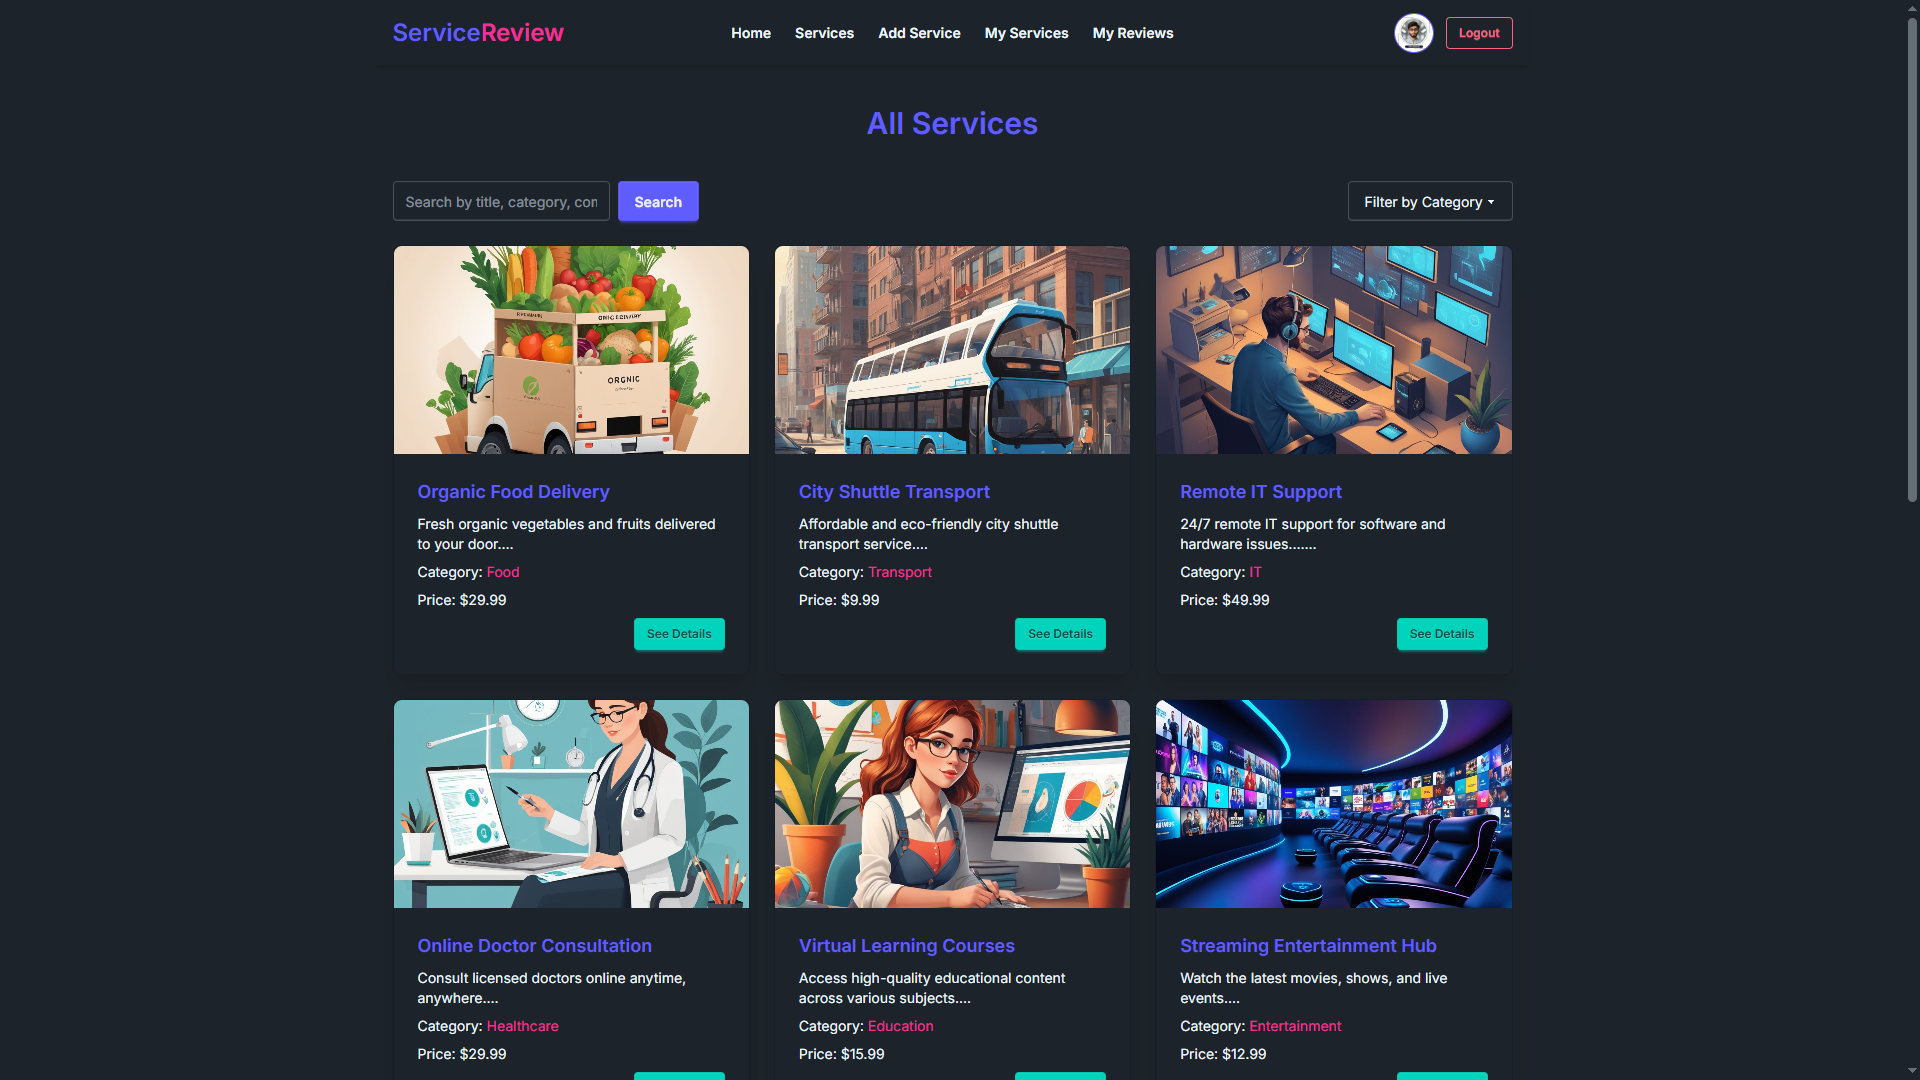 ServiceReview
Home Services Add Service My Services My Reviews
Logout
All Services
Search by title, category, con
Search
Filter by Category
ORGNIC
Organic Food Delivery
Fresh organic vegetables and fruits delivered
to your door....
Category: Food
Price: $29.99
See Details
City Shuttle Transport
Affordable and eco-friendly city shuttle
transport service....
Category: Transport
Price: $9.99
See Details
Remote IT Support
24/7 remote IT support for software and
hardware issues.......
Category: IT
Price: $49.99
See Details
Online Doctor Consultation
Consult licensed doctors online anytime,
anywhere....
Category: Healthcare
Price: $29.99
Virtual Learning Courses
Access high-quality educational content
across various subjects....
Category: Education
Price: $15.99
Streaming Entertainment Hub
Watch the latest movies, shows, and live
events....
Category: Entertainment
Price: $12.99